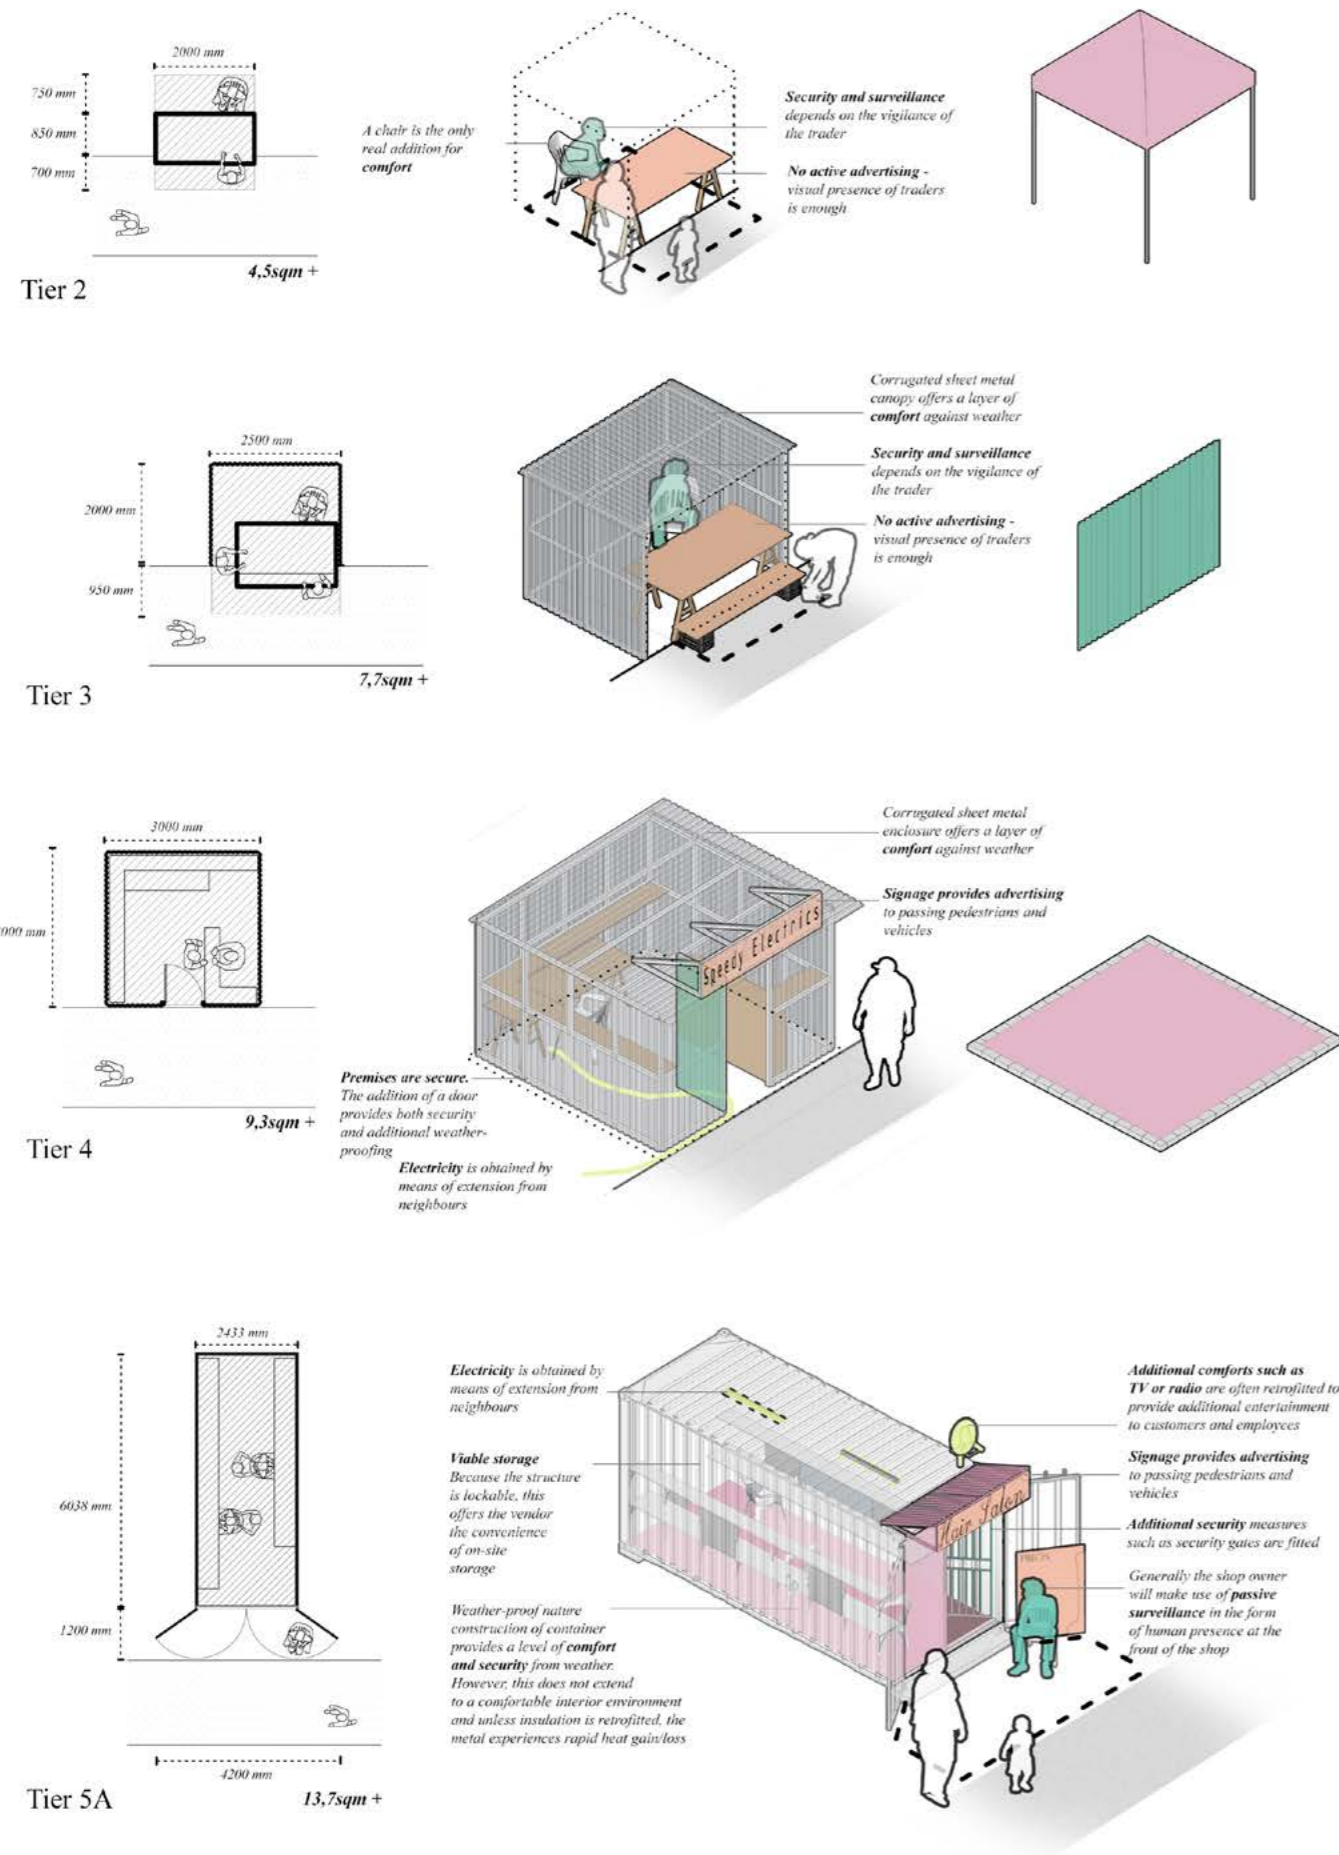 2000 mm
750 mm
850 mm
700 mm
4,5sqm +
Tier 2
A chair is the only
real addition for
comfort
Security and surveillance
depends on the vigilance of
the trader
No active advertising -
visual presence of traders
is enough
2500 mm
2000 mm
950 mm
7,7sqm +
Tier 3
Corrugated sheet metal
canopy offers a layer of
comfort against weather
Security and surveillance
depends on the vigilance of
the trader
No active advertising -
visual presence of traders
is enough
3000 mm
000 mm
9,3sqm +
Tier 4
Corrugated sheet metal
enclosure offers a layer of
comfort against weather
Signage provides advertising
to passing pedestrians and
vehicles
Speedy Electrics
Premises are secure.
The addition of a door
provides both security
and additional weather-
proofing
Electricity is obtained by
means of extension from
neighbours
2433 mm
6038 mm
1200 mm
4200 mm
13,7sqm +
Tier 5A
Electricity is obtained by
means of extension from
neighbours
Viable storage
Because the structure
is lockable, this
offers the vendor
the convenience
of on-site
storage
Weather-proof nature
construction of container
provides a level of comfort
and security from weather.
However, this does not extend
to a comfortable interior environment
and unless insulation is retrofitted, the
metal experiences rapid heat gain/loss
Hair Salon
Additional comforts such as
TV or radio are often retrofitted to
provide additional entertainment
to customers and employees
Signage provides advertising
to passing pedestrians and
vehicles
Additional security measures
such as security gates are fitted
Generally the shop owner
will make use of passive
surveillance in the form
of human presence at the
front of the shop